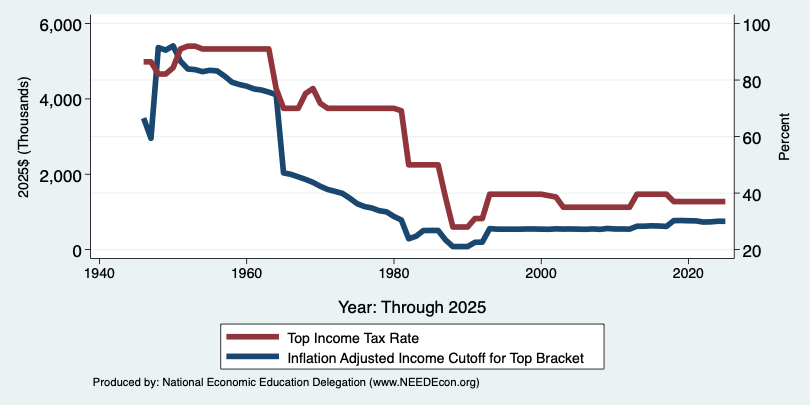 6,000
4,000
2,000
0
2025$ (Thousands)
100
80
60
40
20
Percent
1940 1960 1980 2000 2020
Year: Through 2025
Top Income Tax Rate
Inflation Adjusted Income Cutoff for Top Bracket
Produced by: National Economic Education Delegation (www.NEEDEcon.org)